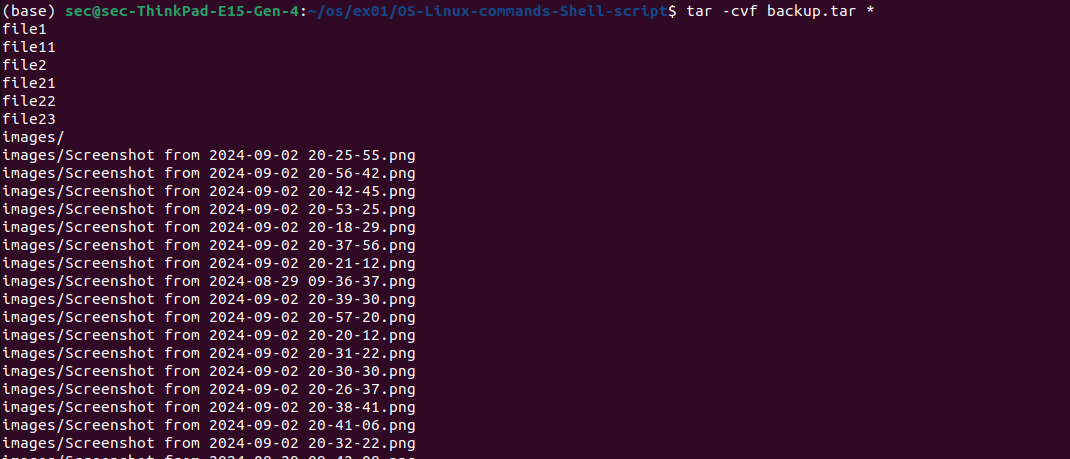 (base) sec@sec-ThinkPad-E15-Gen-4:~/os/ex01/OS-Linux-commands-Shell-script$ tar -cvf backup.tar *
file1
file11
file2
file21
file22
file23
images/
images/Screenshot from 2024-09-02 20-25-55.png
images/Screenshot from 2024-09-02 20-56-42.png
images/Screenshot from 2024-09-02 20-42-45.png
images/Screenshot from 2024-09-02 20-53-25.png
images/Screenshot from 2024-09-02 20-18-29.png
images/Screenshot from 2024-09-02 20-37-56.png
images/Screenshot from 2024-09-02 20-21-12.png
images/Screenshot from 2024-08-29 09-36-37.png
images/Screenshot from 2024-09-02 20-39-30.png
images/Screenshot from 2024-09-02 20-57-20.png
images/Screenshot from 2024-09-02 20-20-12.png
images/Screenshot from 2024-09-02 20-31-22.png
images/Screenshot from 2024-09-02 20-30-30.png
images/Screenshot from 2024-09-02 20-26-37.png
images/Screenshot from 2024-09-02 20-38-41.png
images/Screenshot from 2024-09-02 20-41-06.png
images/Screenshot from 2024-09-02 20-32-22.png